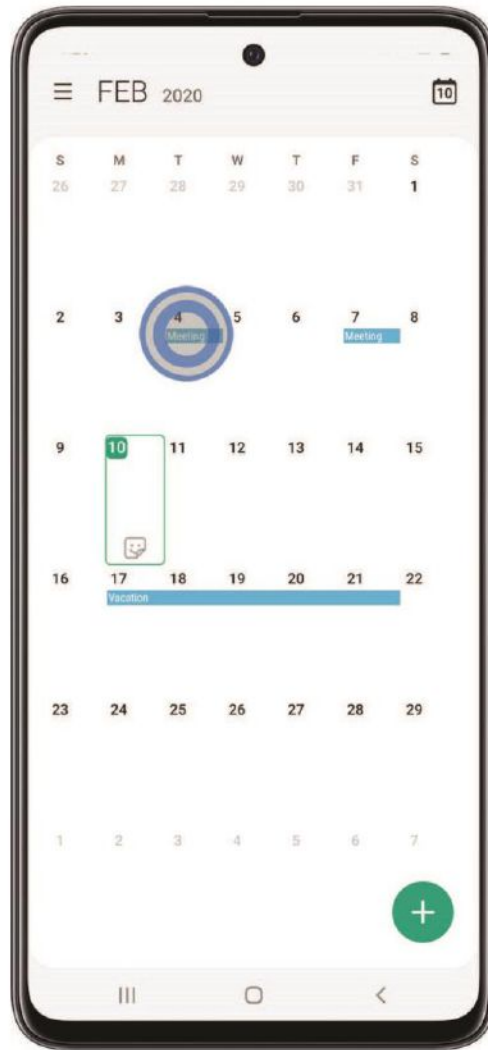 FEB 2020
10
S M T W T F S
26 27 28 29 30 31 1
2 3 4 5 6 7 8
Meeting Meeting
9 10 11 12 13 14 15
16 17 18 19 20 21 22
Vacation
23 24 25 26 27 28 29
1 2 3 4 5 6 7